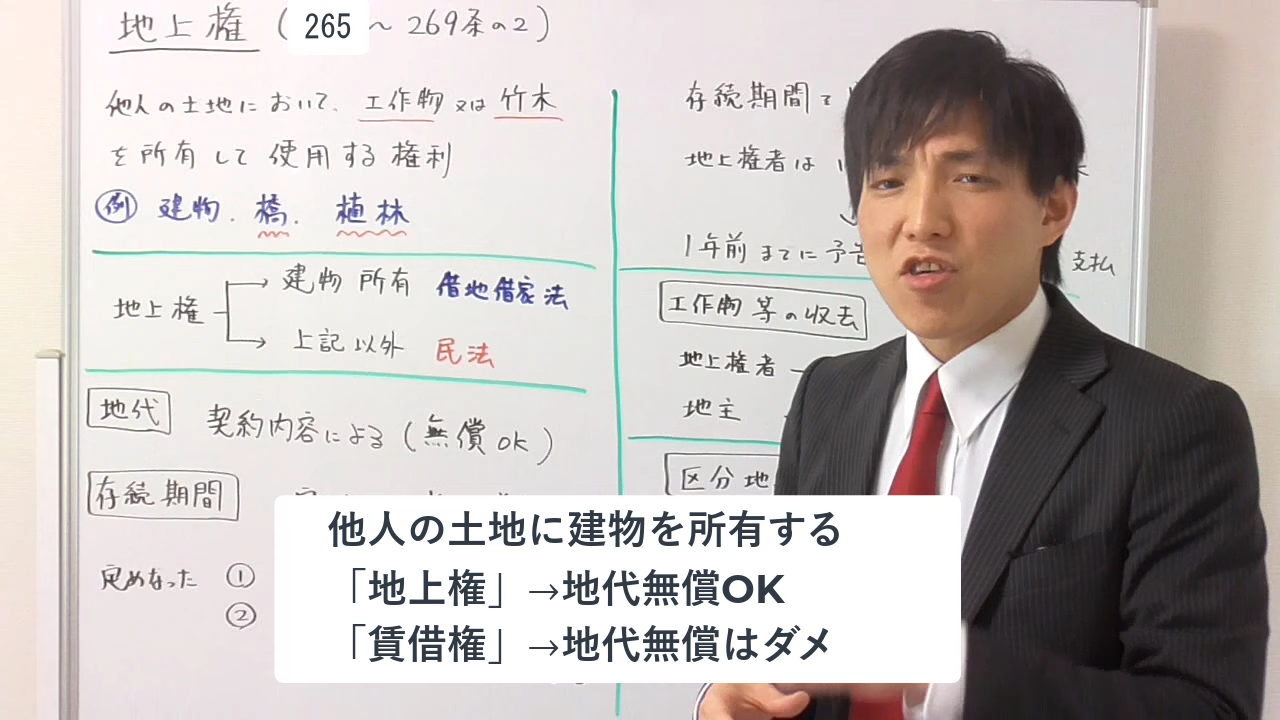 地上権（265～269条の2）
他人の土地において、工作物又は竹木
を所有して使用する権利
例 建物．橋．植林
地上権
建物所有 借地借家法
上記以外 民法
地代 契約内容による（無償OK）
存続期間
定めなった ①
②
存続期間で
地上権者は
1年前までに予告
支払
工作物等の収去
地上権者
地主
区分地
他人の土地に建物を所有する
「地上権」→地代無償OK
「賃借権」→地代無償はダメ